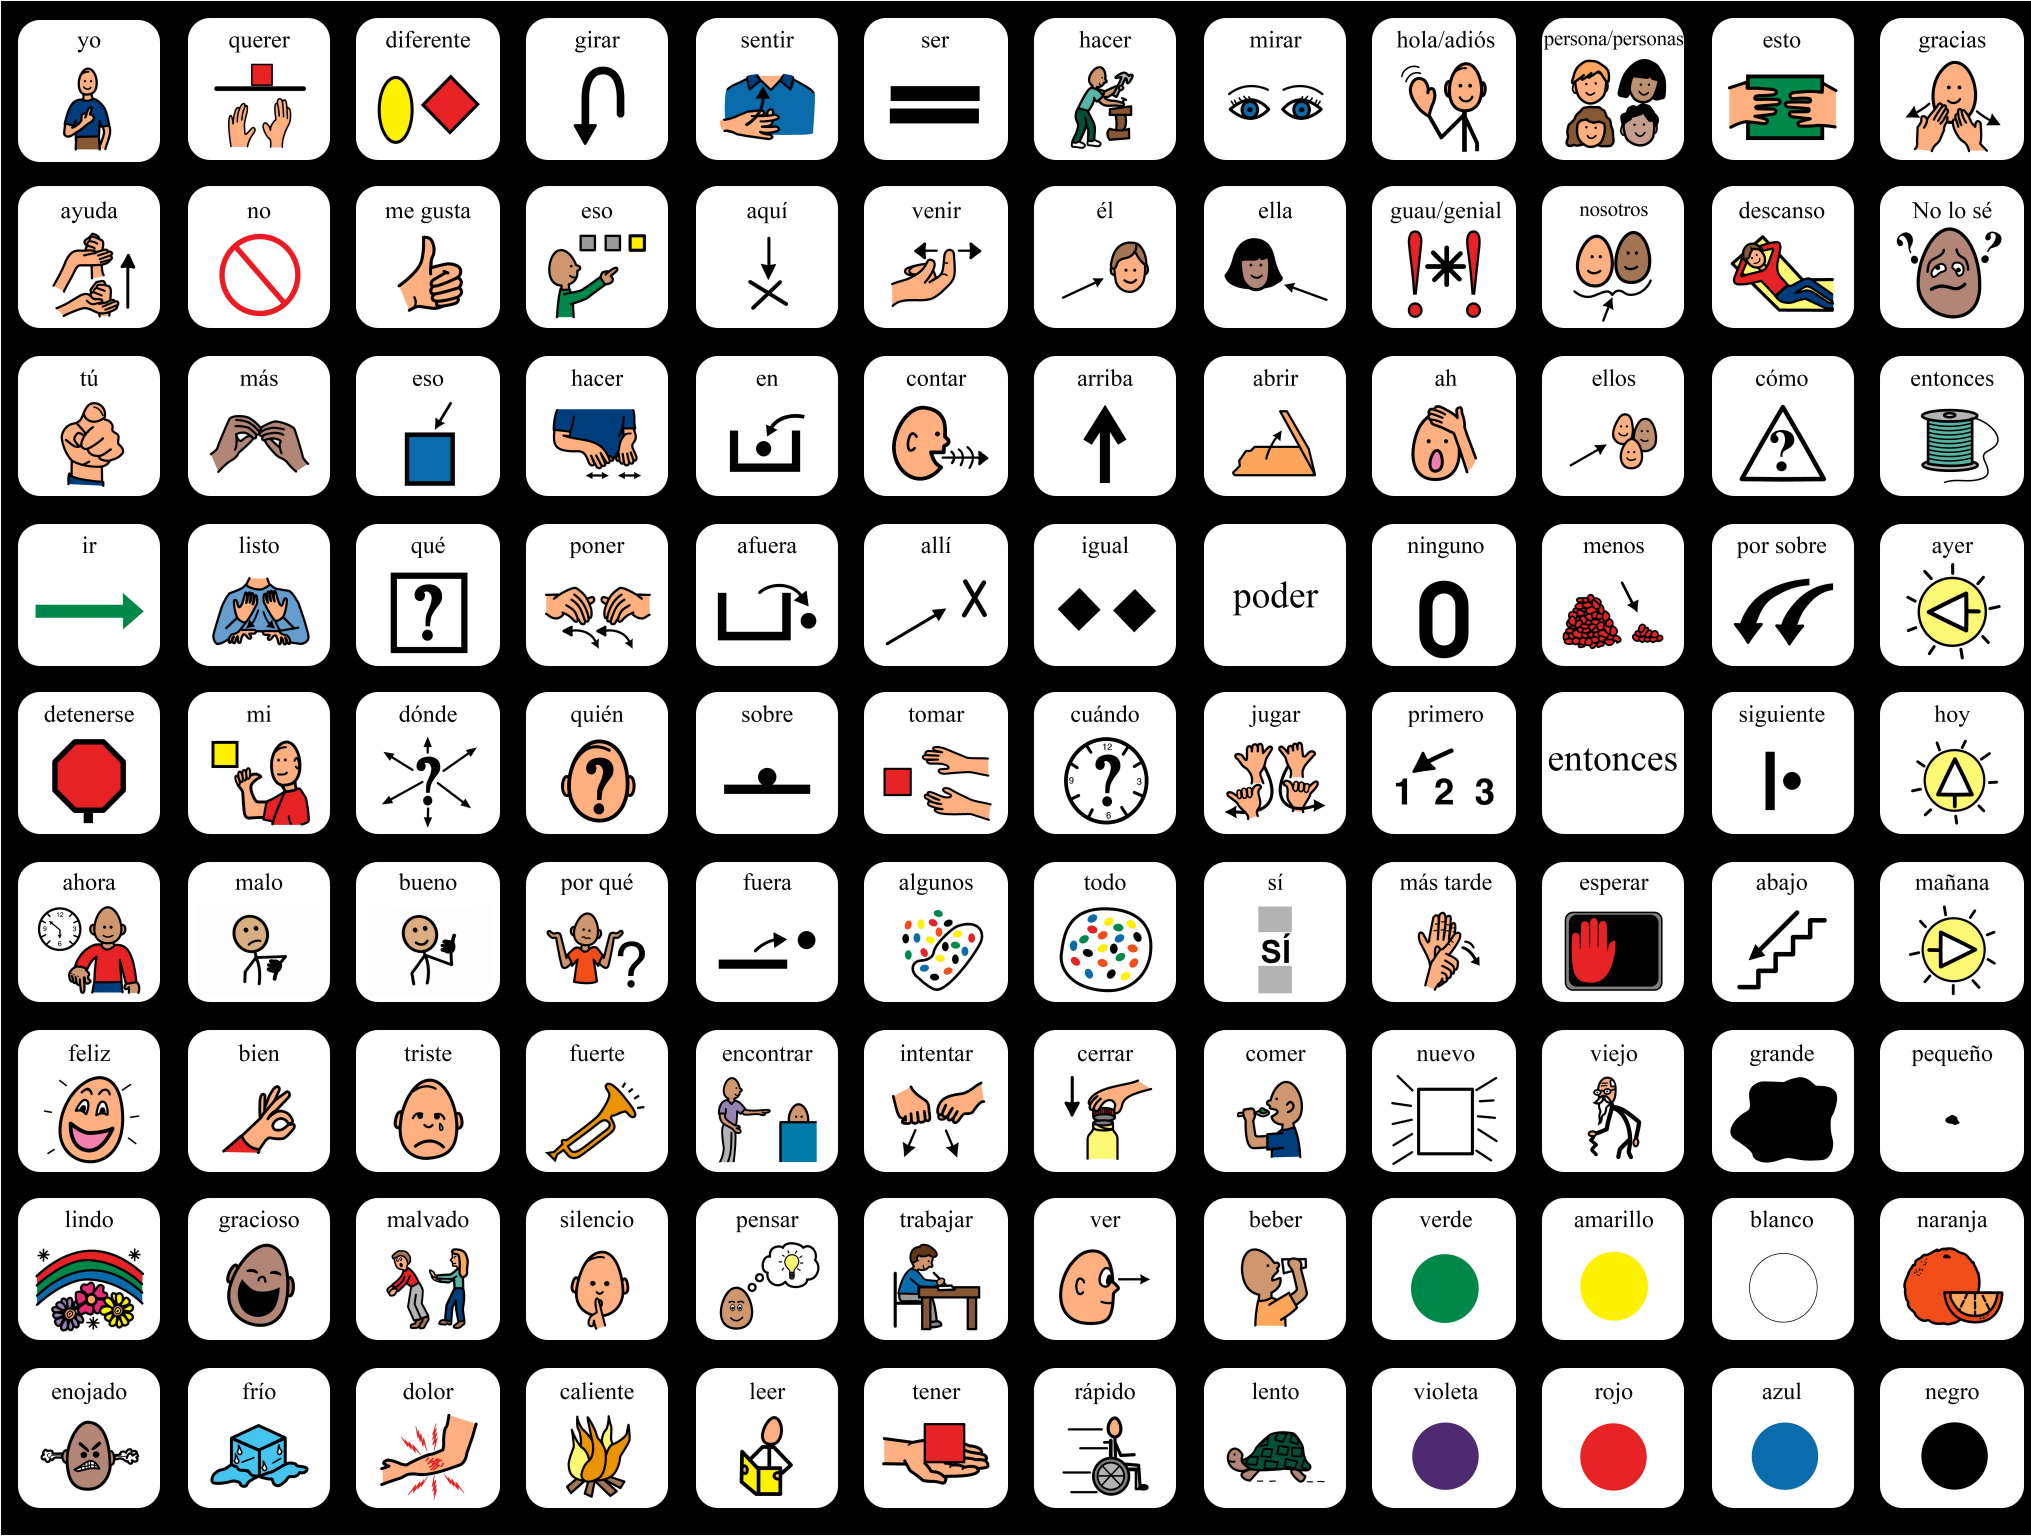 yo querer diferente girar sentir ser hacer mirar hola/adiós persona/personas esto gracias
ayuda no me gusta eso aquí venir él ella guau/genial nosotros descanso No lo sé
! * ! ? ?
tú más eso hacer en contar arriba abrir ah ellos cómo entonces
?
ir listo qué poner afuera allí igual poder ninguno menos por sobre ayer
? X 0
detenerse mi dónde quién sobre tomar cuándo jugar primero entonces siguiente hoy
? ? 12 3 6 9 ? 1 2 3
ahora malo bueno por qué fuera algunos todo sí más tarde esperar abajo mañana
12 3 6 9 ? SÍ
feliz bien triste fuerte encontrar intentar cerrar comer nuevo viejo grande pequeño
lindo gracioso malvado silencio pensar trabajar ver beber verde amarillo blanco naranja
enojado frío dolor caliente leer tener rápido lento violeta rojo azul negro